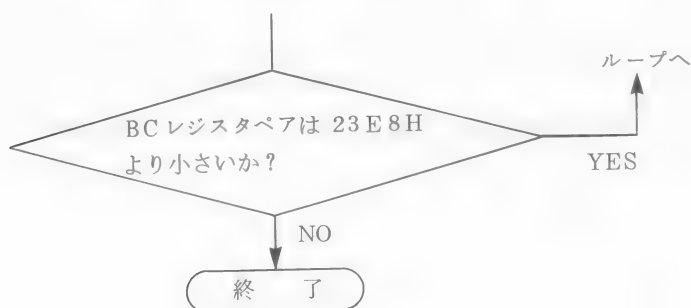 ループへ
BCレジスタペアは 23E8H
より小さいか?
YES
NO
終 了